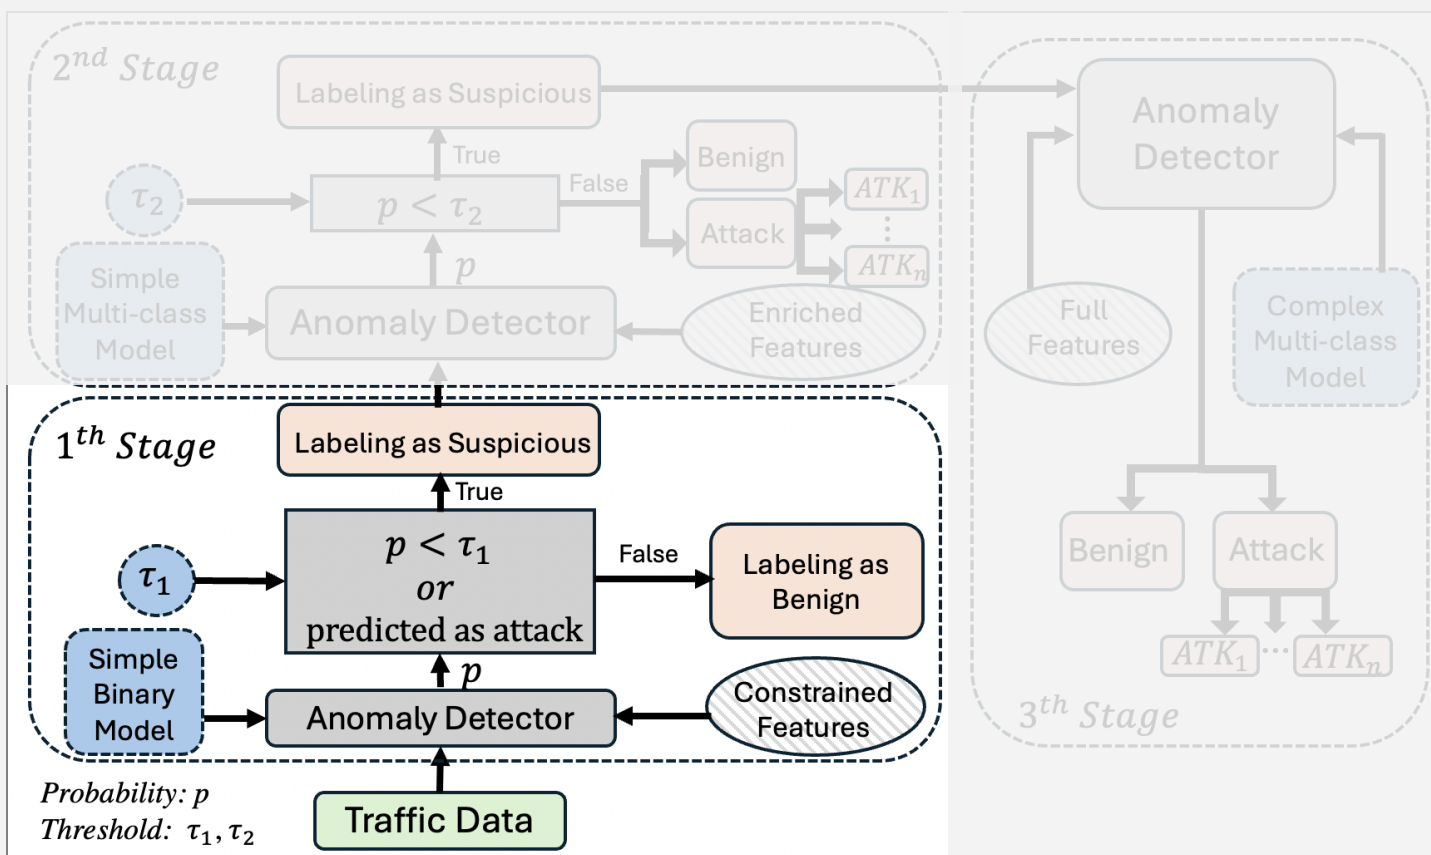 2nd Stage
Labeling as Suspicious
True
τ2
p < τ2
False
Benign
Attack
ATK1
⋮
ATKn
p
Simple
Multi-class
Model
Anomaly Detector
Enriched
Features
1th Stage
Labeling as Suspicious
True
τ1
p < τ1
or
predicted as attack
False
Labeling as
Benign
p
Simple
Binary
Model
Anomaly Detector
Constrained
Features
Probability: p
Threshold: τ1, τ2
Traffic Data
Anomaly
Detector
Full
Features
Complex
Multi-class
Model
Benign
Attack
ATK1 ··· ATKn
3th Stage